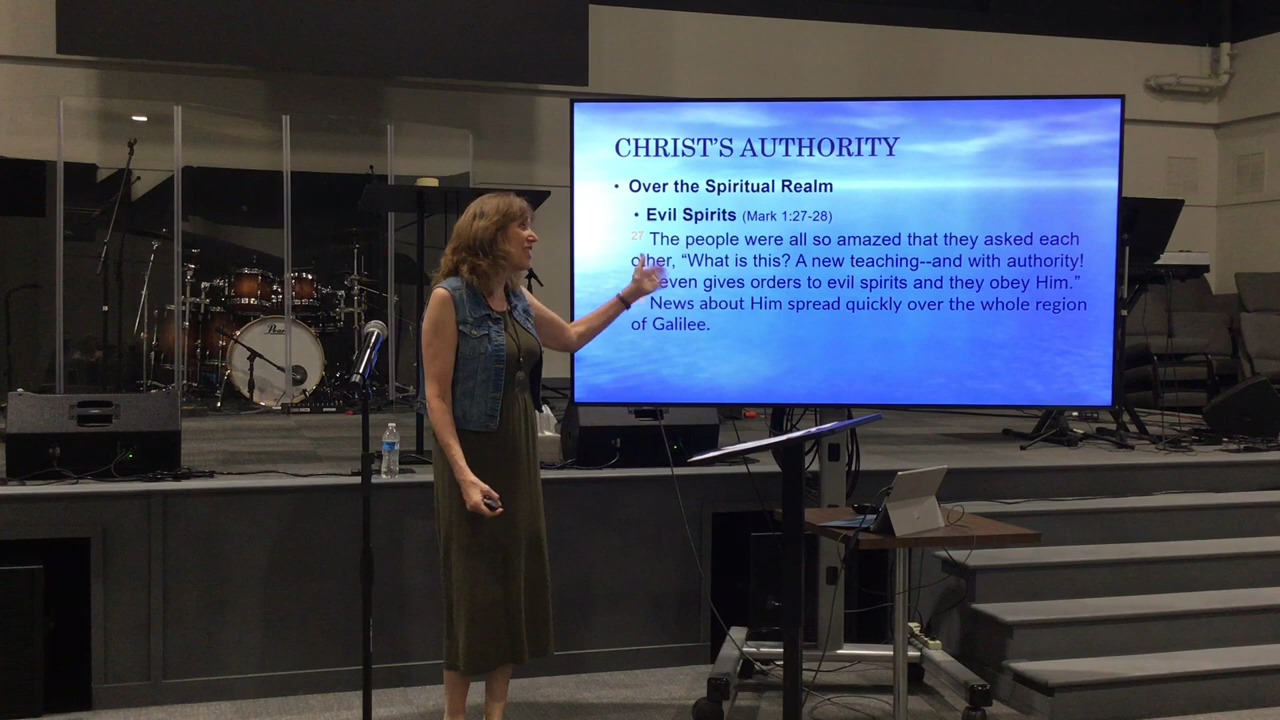 CHRIST'S AUTHORITY
• Over the Spiritual Realm
• Evil Spirits (Mark 1:27-28)
27 The people were all so amazed that they asked each
other, “What is this? A new teaching--and with authority!
even gives orders to evil spirits and they obey Him.”
News about Him spread quickly over the whole region
of Galilee.
Pearl